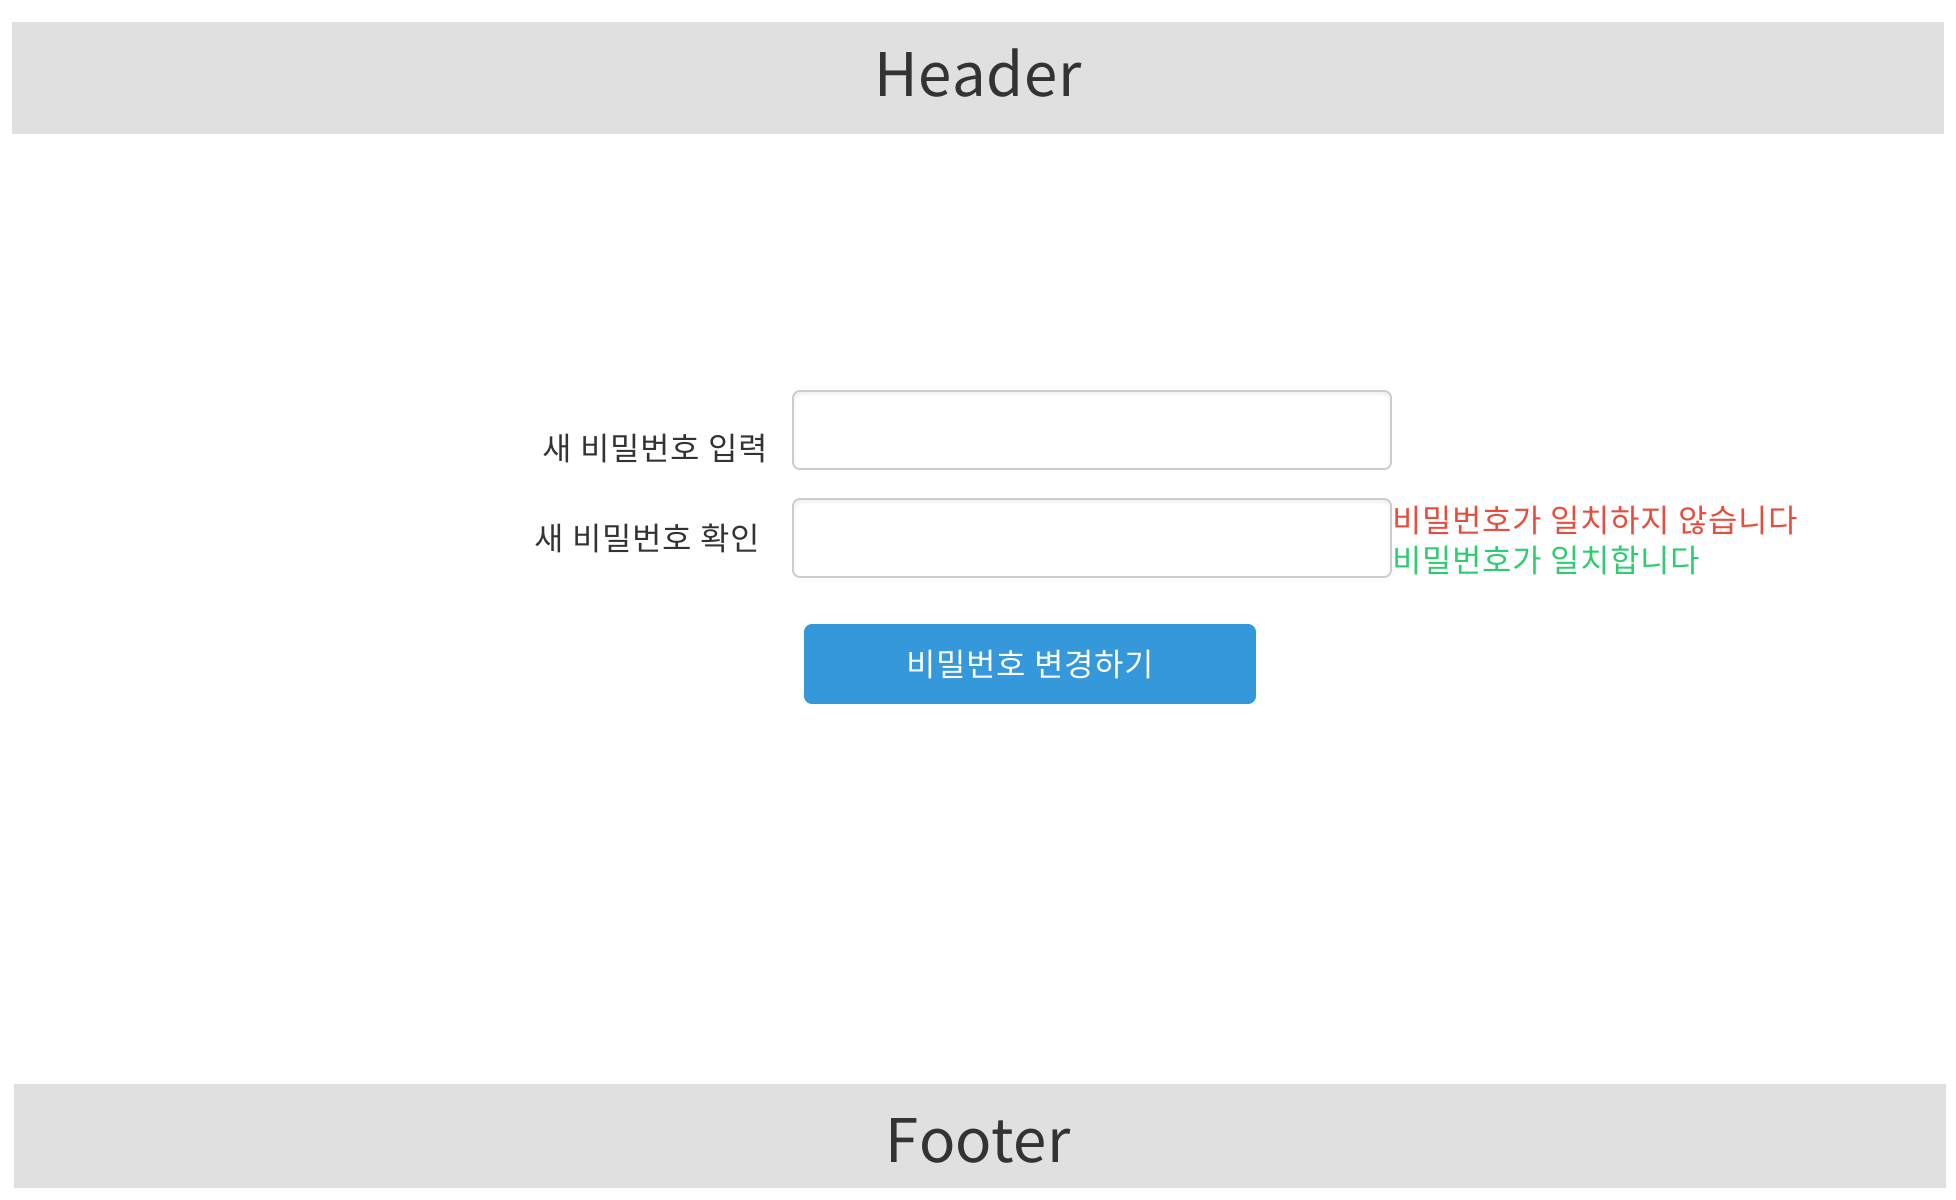 Header
새 비밀번호 입력
새 비밀번호 확인
비밀번호가 일치하지 않습니다
비밀번호가 일치합니다
비밀번호 변경하기
Footer